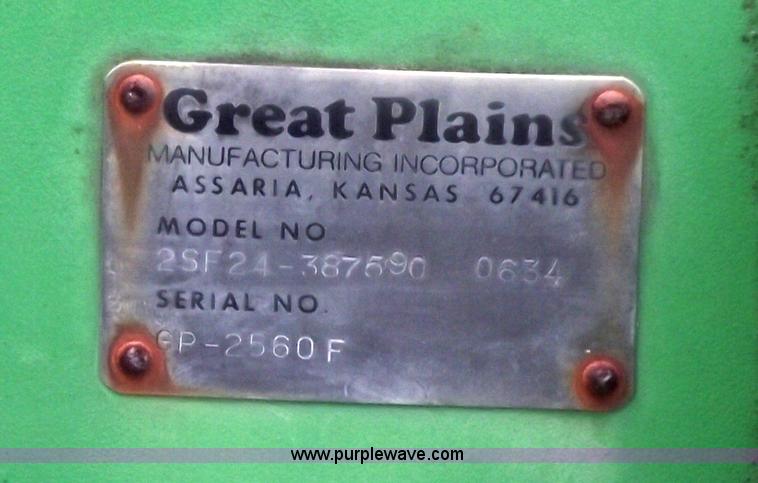 Great Plains
MANUFACTURING INCORPORATED
ASSARIA, KANSAS 67416
MODEL NO
2SF24-387590 0634
SERIAL NO.
GP-2560F
www.purplewave.com